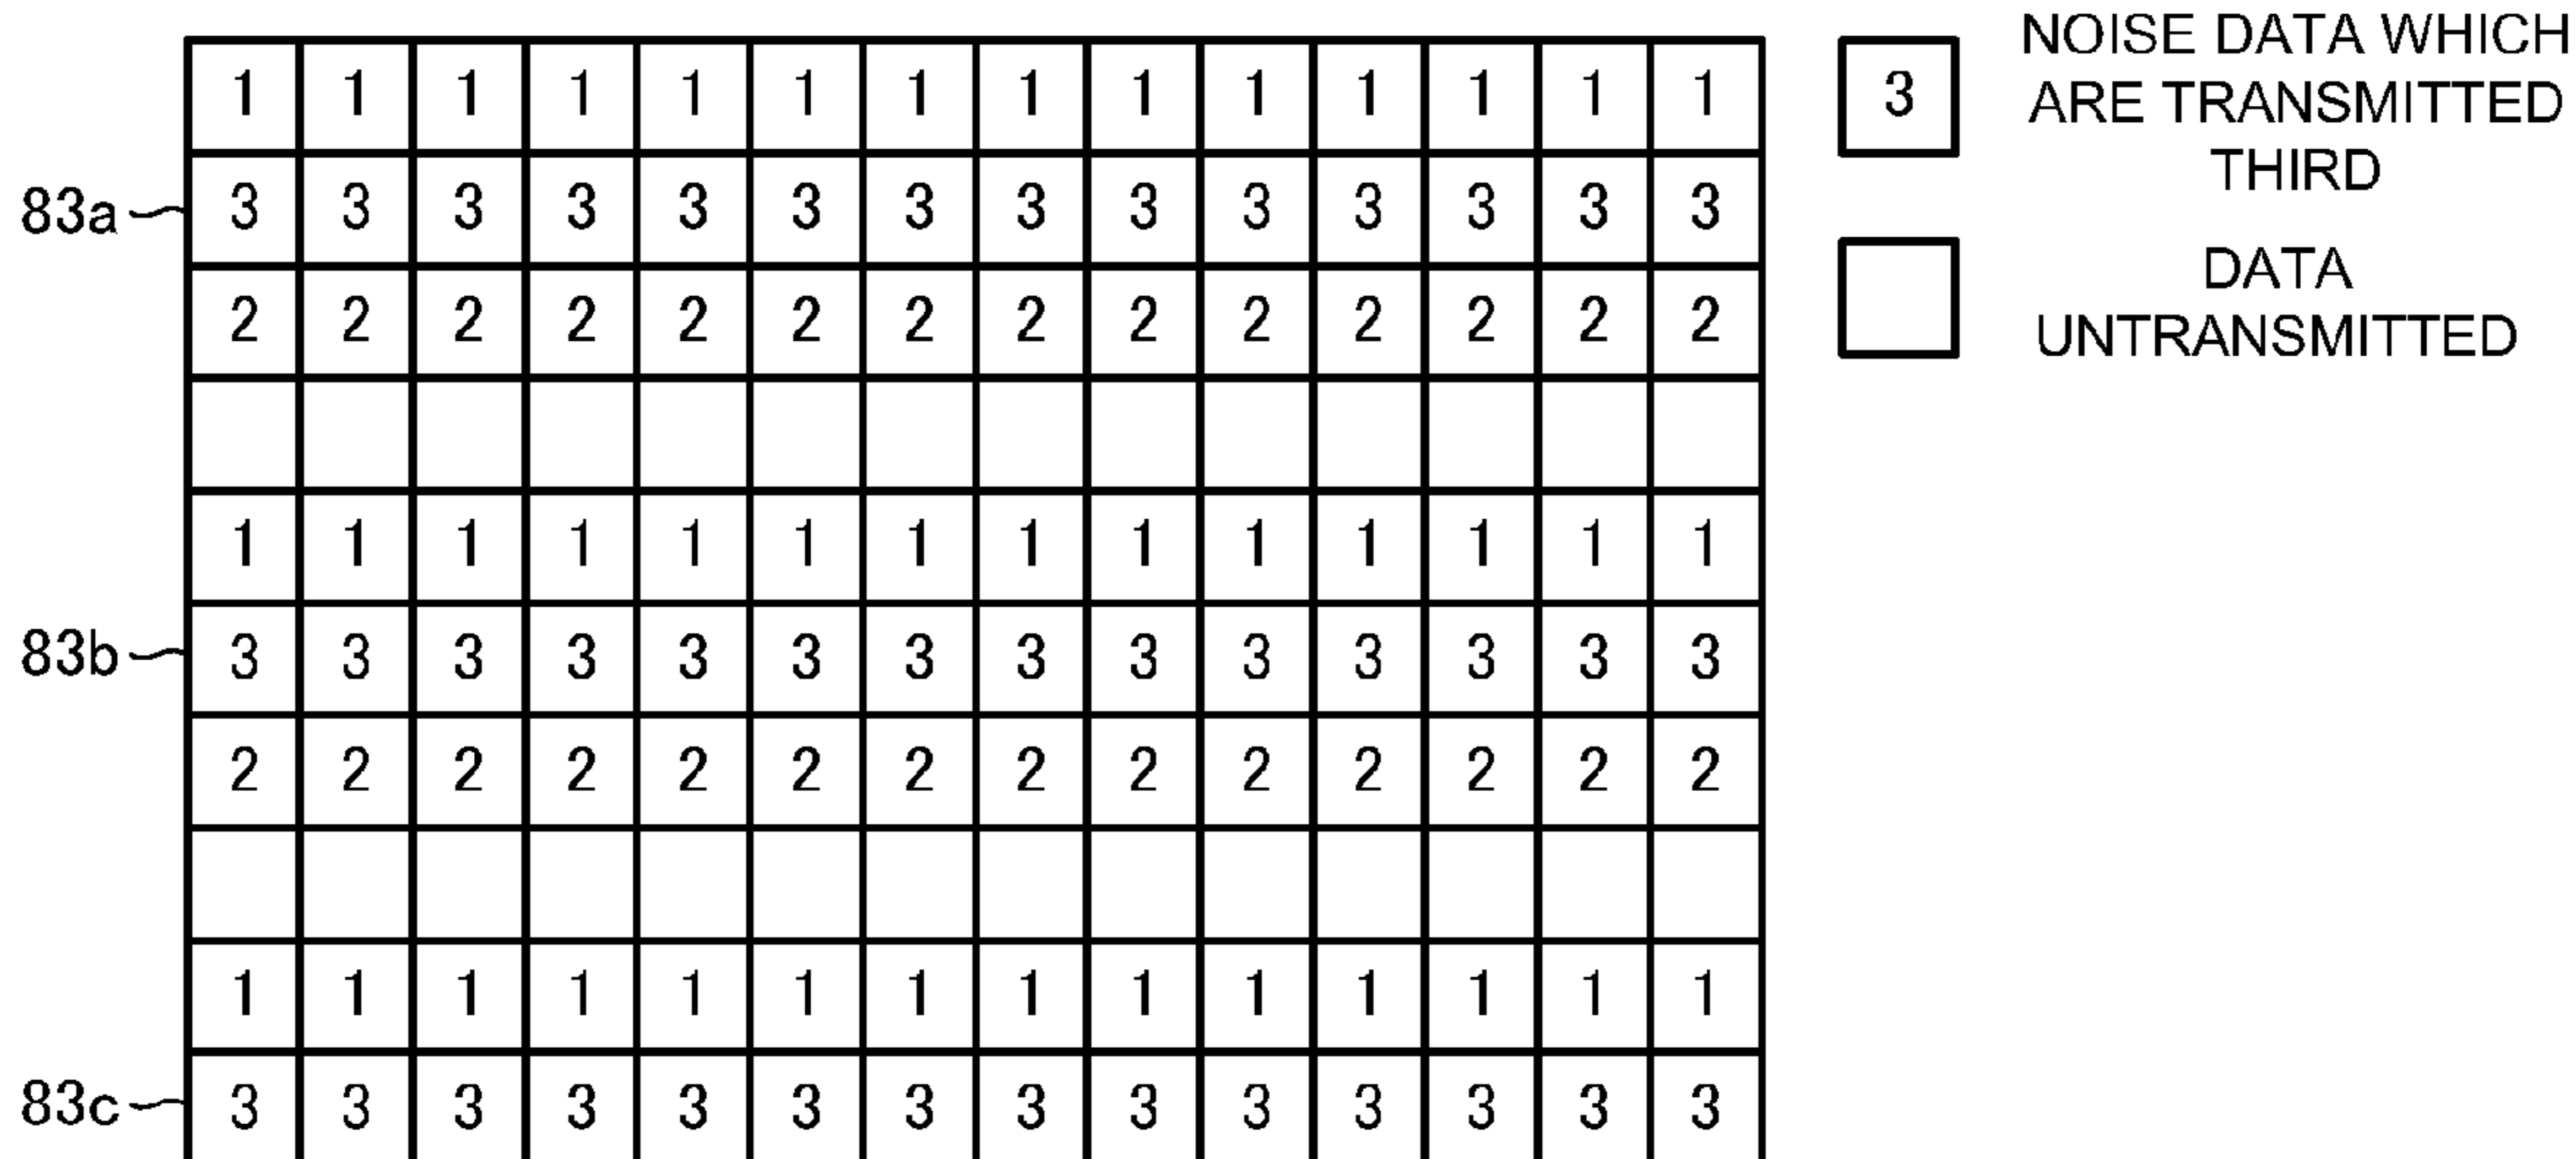 1 1 1 1 1 1 1 1 1 1 1 1 1 1
83a 3 3 3 3 3 3 3 3 3 3 3 3 3 3
2 2 2 2 2 2 2 2 2 2 2 2 2 2
1 1 1 1 1 1 1 1 1 1 1 1 1 1
83b 3 3 3 3 3 3 3 3 3 3 3 3 3 3
2 2 2 2 2 2 2 2 2 2 2 2 2 2
1 1 1 1 1 1 1 1 1 1 1 1 1 1
83c 3 3 3 3 3 3 3 3 3 3 3 3 3 3
NOISE DATA WHICH
3 ARE TRANSMITTED
THIRD
DATA
UNTRANSMITTED